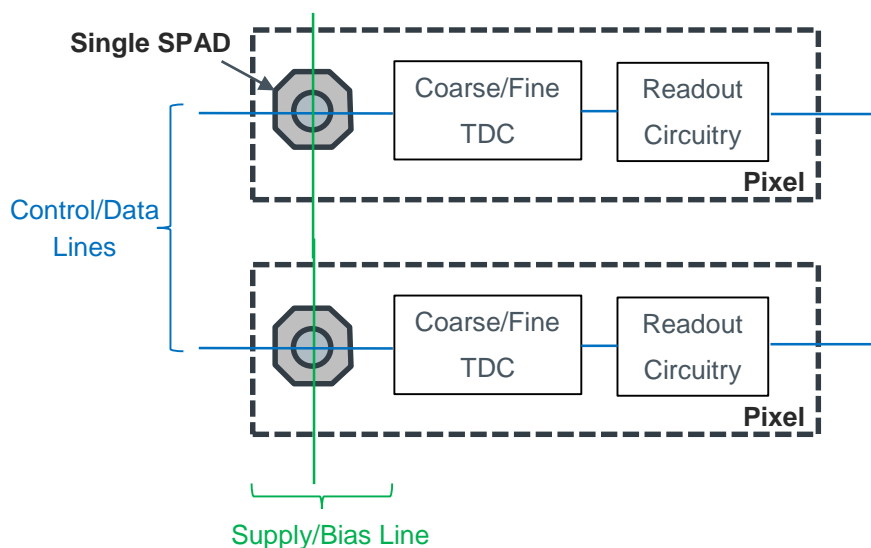 Single SPAD
Coarse/Fine
TDC
Readout
Circuitry
Pixel
Control/Data
Lines
Coarse/Fine
TDC
Readout
Circuitry
Pixel
Supply/Bias Line